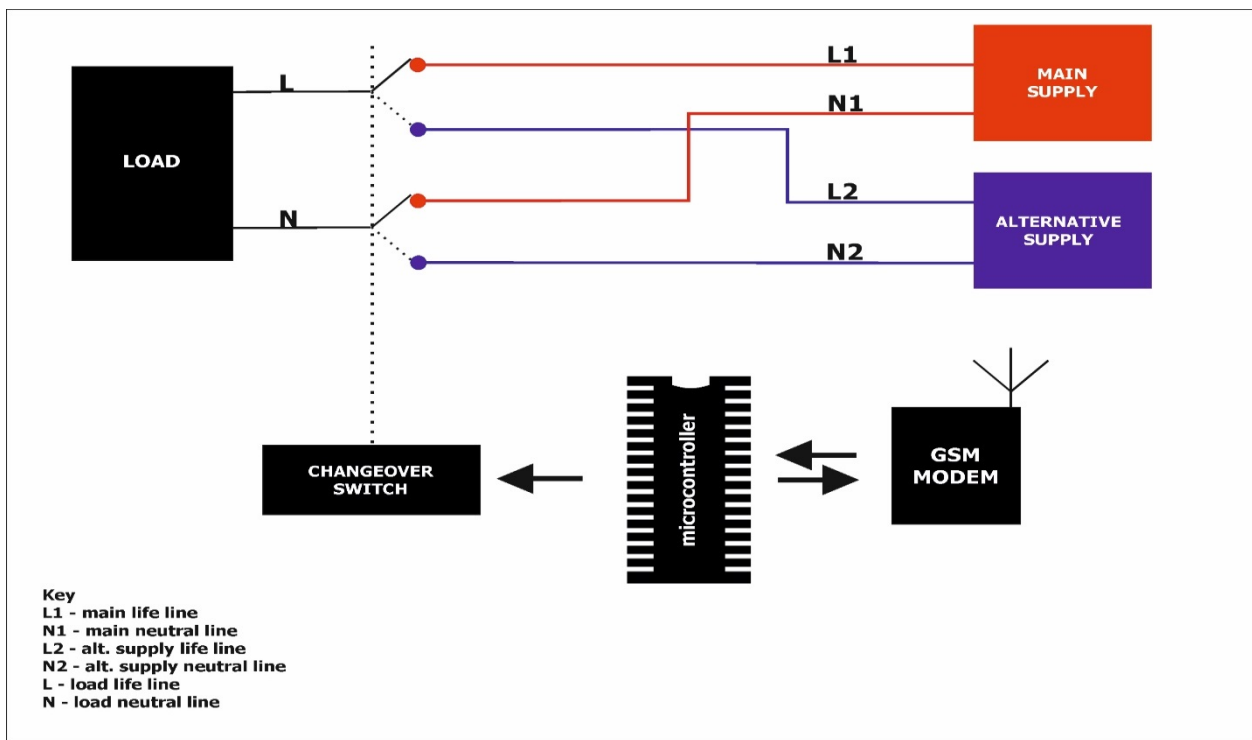 L1
MAIN
SUPPLY
L
N1
LOAD
L2
ALTERNATIVE
SUPPLY
N
N2
CHANGEOVER
SWITCH
microcontroller
GSM
MODEM
Key
L1 - main life line
N1 - main neutral line
L2 - alt. supply life line
N2 - alt. supply neutral line
L - load life line
N - load neutral line